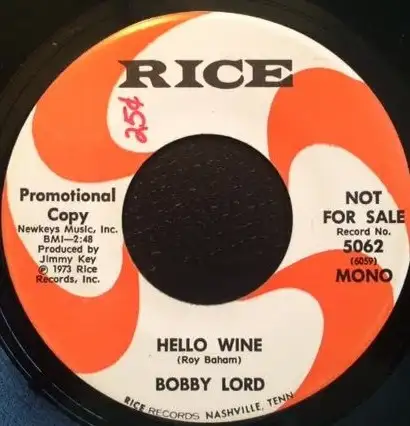 RICE
25¢
Promotional
Copy
Newkeys Music, Inc.
BMI—2:48
Produced by
Jimmy Key
℗ 1973 Rice
Records, Inc.
NOT
FOR SALE
Record No.
5062
(6059)
MONO
HELLO WINE
(Roy Baham)
BOBBY LORD
RICE RECORDS NASHVILLE, TENN.